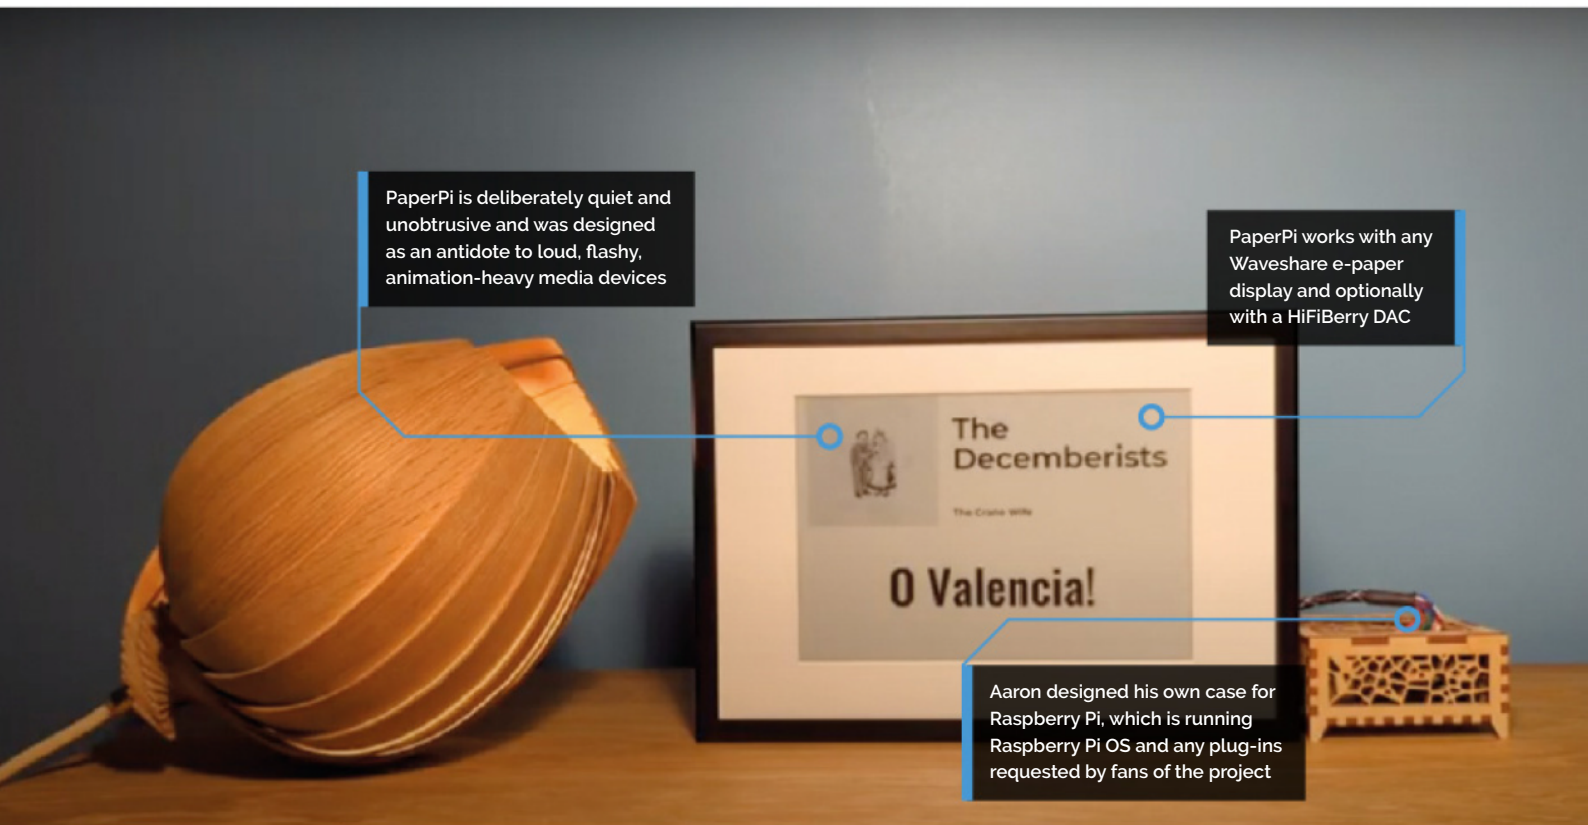 PaperPi is deliberately quiet and
unobtrusive and was designed
as an antidote to loud, flashy,
animation-heavy media devices
PaperPi works with any
Waveshare e-paper
display and optionally
with a HiFiBerry DAC
The
Decemberists
The Crane Wife
O Valencia!
Aaron designed his own case for
Raspberry Pi, which is running
Raspberry Pi OS and any plug-ins
requested by fans of the project